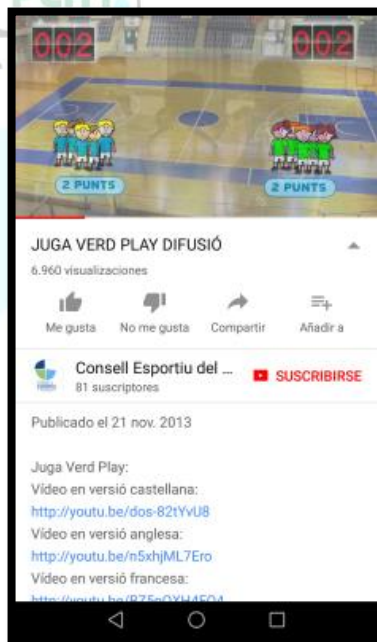 002
002
2 PUNTS
2 PUNTS
JUGA VERD PLAY DIFUSIÓ
6.960 visualizaciones
Me gusta
No me gusta
Compartir
Añadir a
Consell Esportiu del ...
SUSCRIBIRSE
81 suscriptores
Publicado el 21 nov. 2013
Juga Verd Play:
Vídeo en versió castellana:
http://youtu.be/dos-82tYvU8
Vídeo en versió anglesa:
http://youtu.be/n5xhjML7Ero
Vídeo en versió francesa: